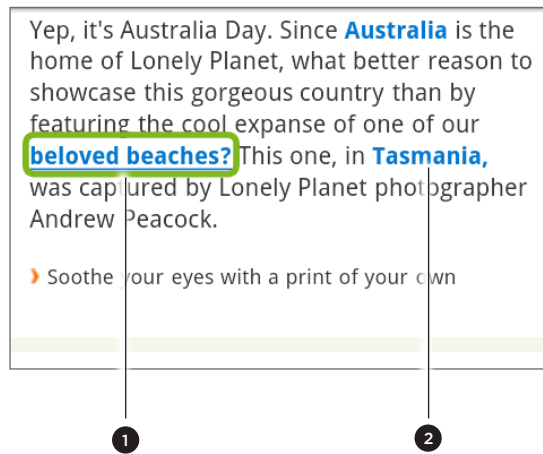 Yep, it's Australia Day. Since Australia is the
home of Lonely Planet, what better reason to
showcase this gorgeous country than by
featuring the cool expanse of one of our
beloved beaches? This one, in Tasmania,
was captured by Lonely Planet photographer
Andrew Peacock.
› Soothe your eyes with a print of your own
1 2